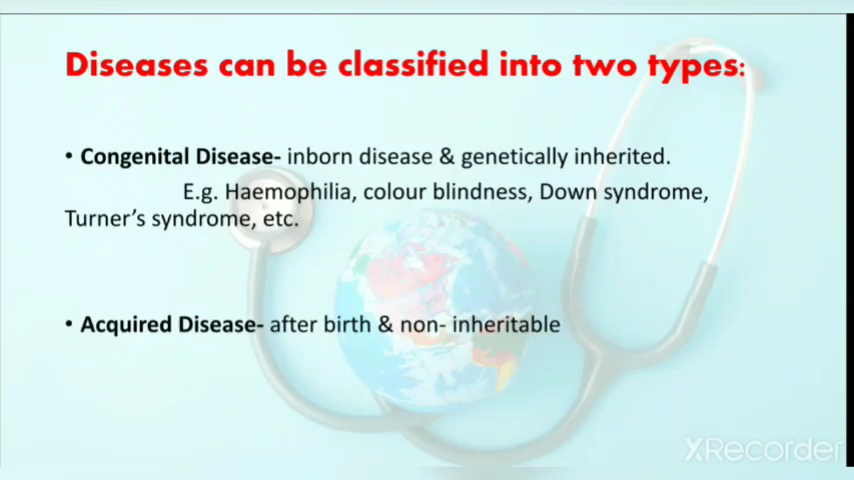 Diseases can be classified into two types:
• Congenital Disease- inborn disease & genetically inherited.
E.g. Haemophilia, colour blindness, Down syndrome,
Turner's syndrome, etc.
• Acquired Disease- after birth & non- inheritable
XRecorder